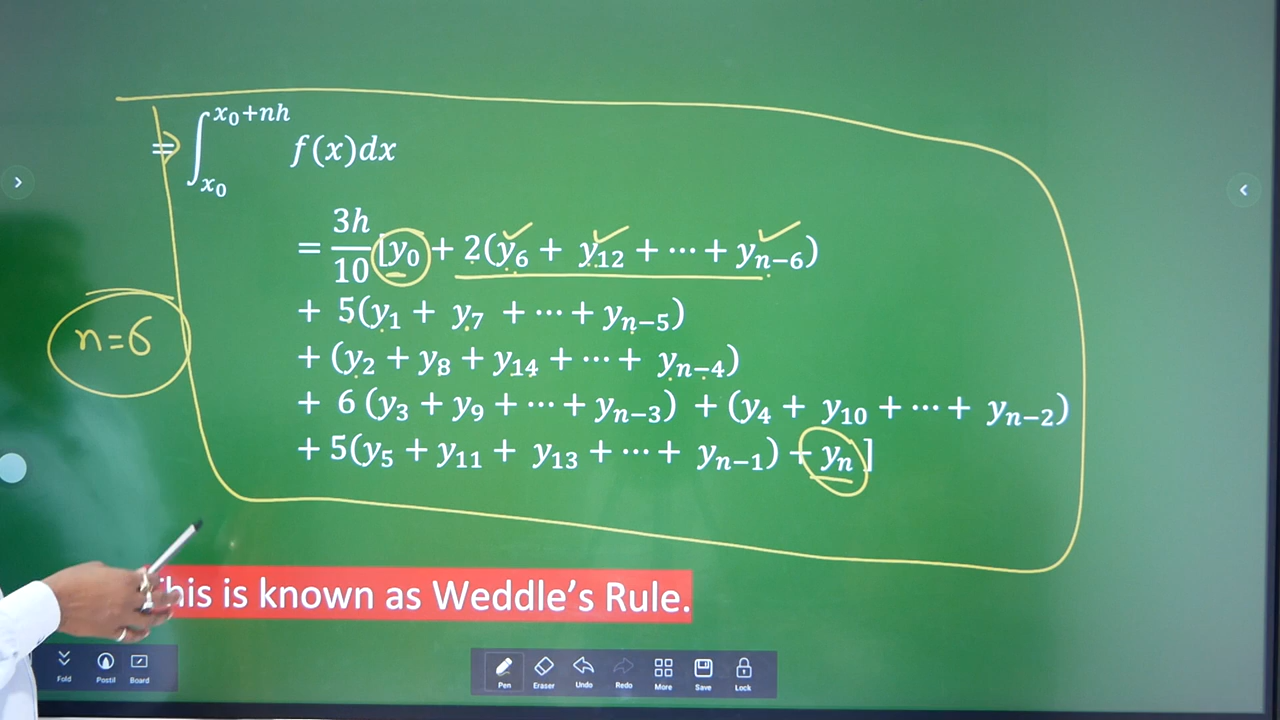 ⇒ ∫_{x₀}^{x₀+nh} f(x)dx
= 3h/10 [y₀ + 2(y₆ + y₁₂ + ⋯ + yₙ₋₆)
+ 5(y₁ + y₇ + ⋯ + yₙ₋₅)
n=6
+ (y₂ + y₈ + y₁₄ + ⋯ + yₙ₋₄)
+ 6 (y₃ + y₉ + ⋯ + yₙ₋₃) + (y₄ + y₁₀ + ⋯ + yₙ₋₂)
+ 5(y₅ + y₁₁ + y₁₃ + ⋯ + yₙ₋₁) + yₙ ]
This is known as Weddle's Rule.
Fold Postil Board
Pen Eraser Undo Redo More Save Lock